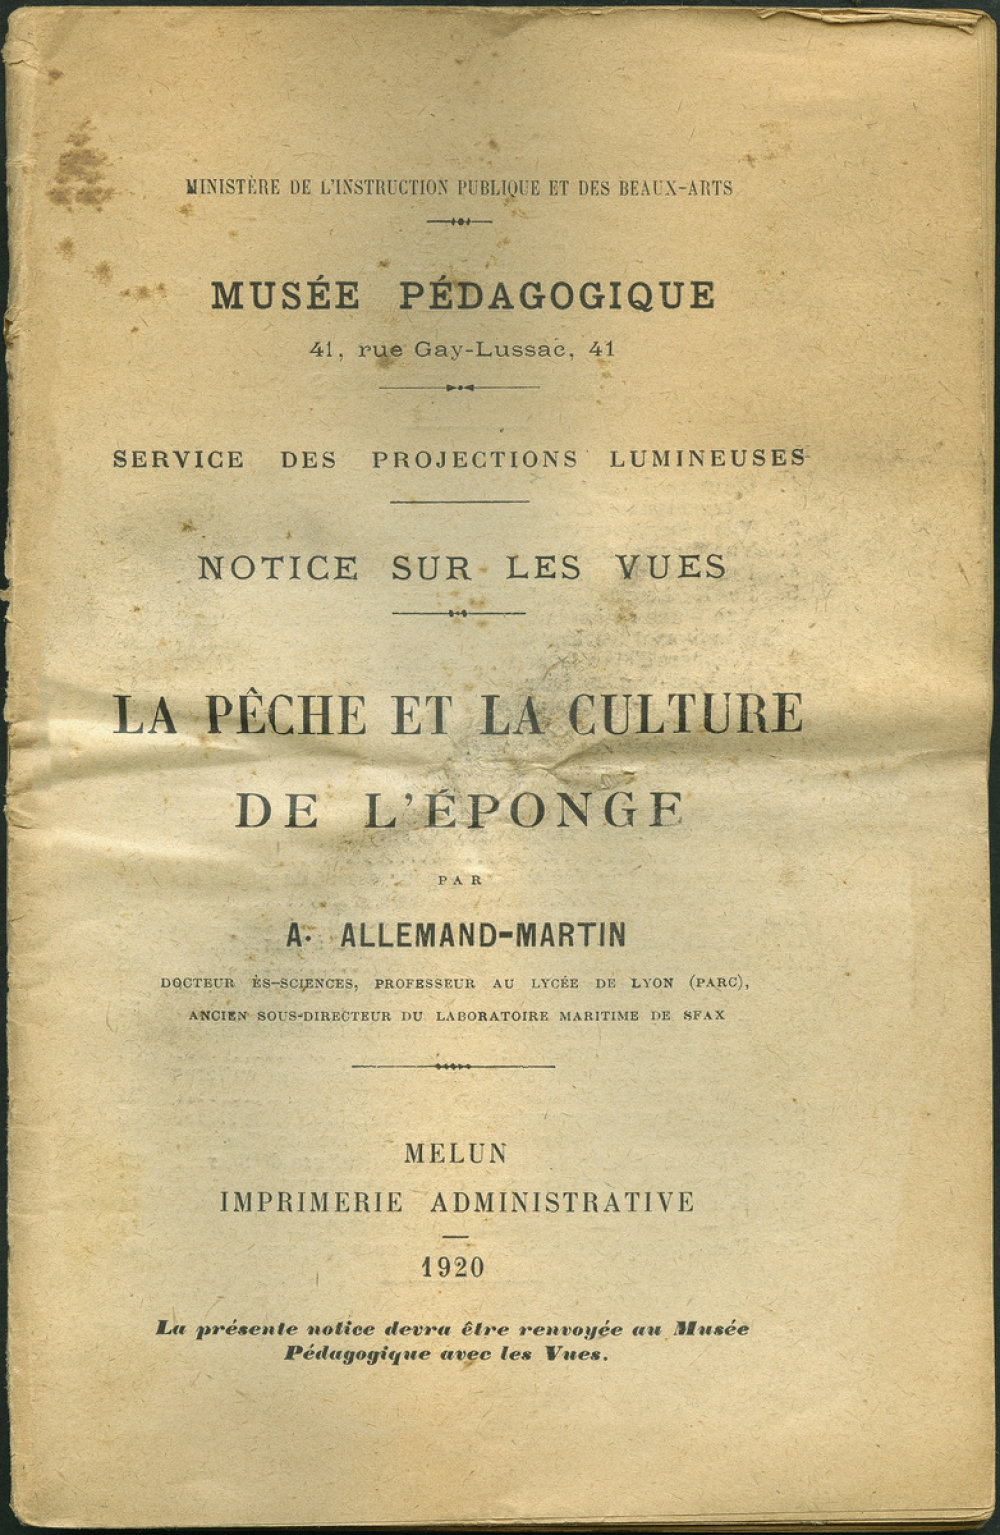 MINISTÈRE DE L'INSTRUCTION PUBLIQUE ET DES BEAUX-ARTS
MUSÉE PÉDAGOGIQUE
41, rue Gay-Lussac, 41
SERVICE DES PROJECTIONS LUMINEUSES
NOTICE SUR LES VUES
LA PÊCHE ET LA CULTURE
DE L'ÉPONGE
PAR
A. ALLEMAND-MARTIN
DOCTEUR ÈS-SCIENCES, PROFESSEUR AU LYCÉE DE LYON (PARC),
ANCIEN SOUS-DIRECTEUR DU LABORATOIRE MARITIME DE SFAX
MELUN
IMPRIMERIE ADMINISTRATIVE
1920
La présente notice devra être renvoyée au Musée
Pédagogique avec les Vues.